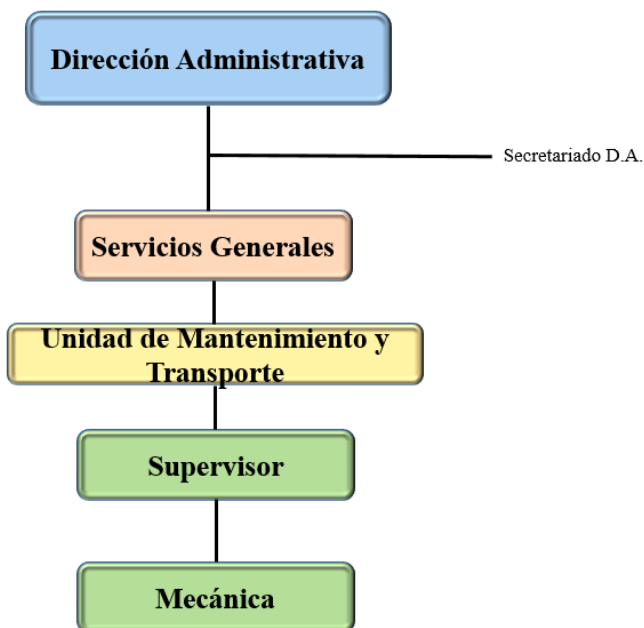 Dirección Administrativa
Secretariado D.A.
Servicios Generales
Unidad de Mantenimiento y
Transporte
Supervisor
Mecánica